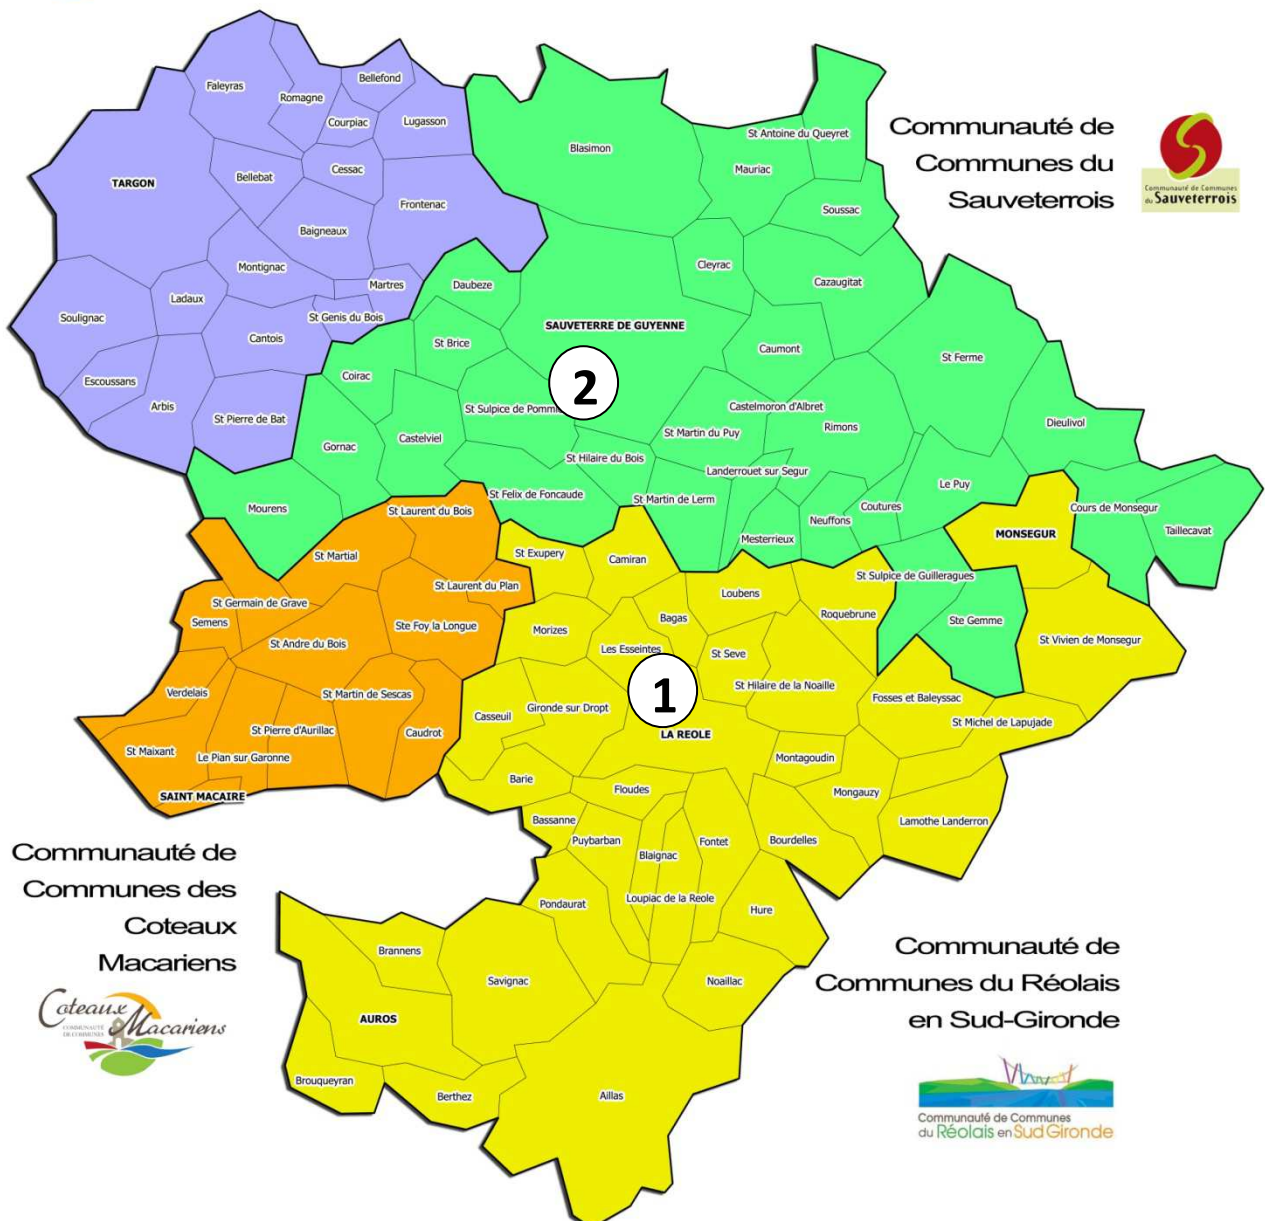 Bellefond
Faleyras
Romagne
Courpiac
Lugasson
Cessac
TARGON
Bellebat
Frontenac
Baigneaux
Montignac
Martres
Ladaux
Soulignac
St Genis du Bois
Cantois
Escoussans
Arbis
St Pierre de Bat
Blasimon
St Antoine du Queyret
Mauriac
Soussac
Cleyrac
Cazaugitat
Daubeze
SAUVETERRE DE GUYENNE
St Brice
Caumont
St Ferme
Coirac
2
St Sulpice de Pommi
Castelmoron d'Albret
Dieulivol
Rimons
St Martin du Puy
Castelviel
Gornac
St Hilaire du Bois
Landerrouet sur Segur
Le Puy
St Felix de Foncaude
St Martin de Lerm
Mourens
Coutures
Cours de Monsegur
Neuffons
Taillecavat
Mesterrieux
MONSEGUR
St Laurent du Bois
St Martial
St Exupery
Camiran
St Sulpice de Guilleragues
St Laurent du Plan
Loubens
St Germain de Grave
Roquebrune
Bagas
Ste Gemme
Semens
Ste Foy la Longue
Morizes
St Vivien de Monsegur
St Andre du Bois
Les Esseintes
St Seve
Verdelais
St Martin de Sescas
St Hilaire de la Noaille
1
Fosses et Baleyssac
Gironde sur Dropt
Casseuil
St Michel de Lapujade
St Pierre d'Aurillac
Caudrot
LA REOLE
St Maixant
Le Pian sur Garonne
Montagoudin
Barie
Floudes
Mongauzy
SAINT MACAIRE
Bassanne
Lamothe Landerron
Puybarban
Fontet
Bourdelles
Blaignac
Loupiac de la Reole
Pondaurat
Hure
Brannens
Savignac
Noaillac
AUROS
Brouqueyran
Berthez
Aillas
Communauté de
Communes du
Sauveterrois
Communauté de Communes
du Sauveterrois
Communauté de
Communes des
Coteaux
Macariens
Coteaux
COMMUNAUTÉ
DE COMMUNES
Macariens
Communauté de
Communes du Réolais
en Sud-Gironde
Communauté de Communes
du Réolais en Sud Gironde